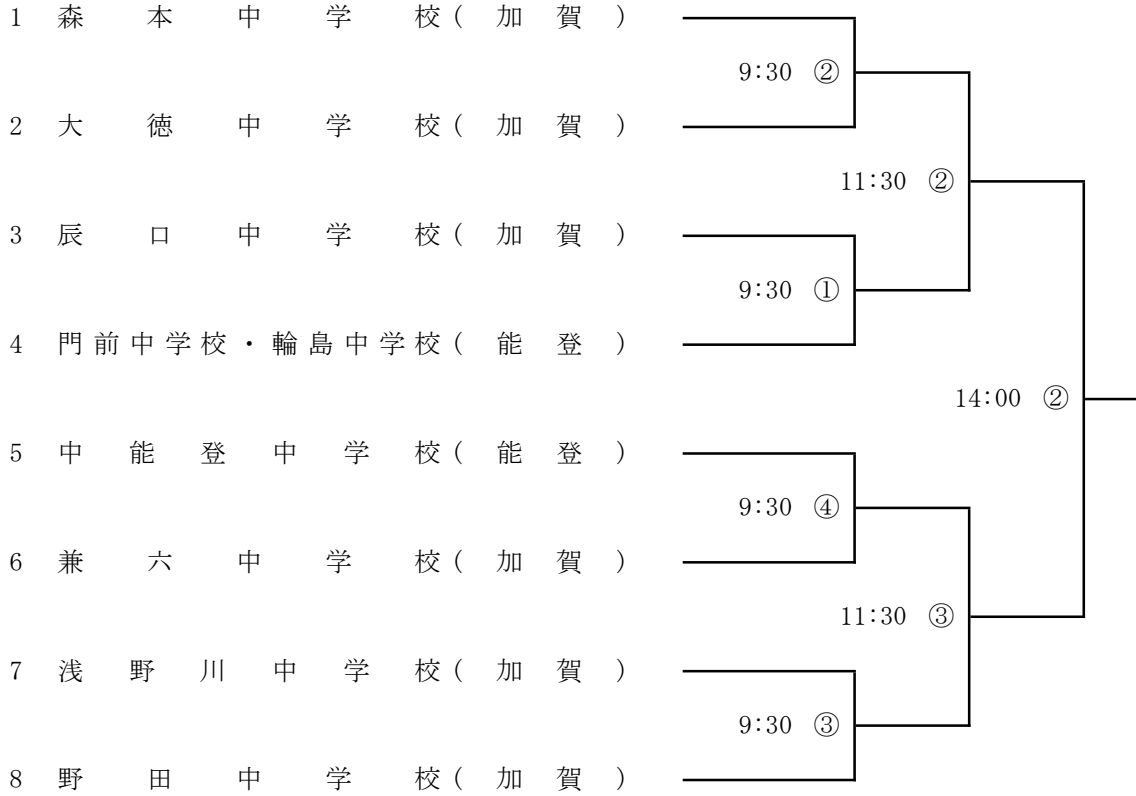 1 森本中学校(加賀)
9:30 ②
2 大徳中学校(加賀)
11:30 ②
3 辰口中学校(加賀)
9:30 ①
4 門前中学校・輪島中学校(能登)
14:00 ②
5 中能登中学校(能登)
9:30 ④
6 兼六中学校(加賀)
11:30 ③
7 浅野川中学校(加賀)
9:30 ③
8 野田中学校(加賀)